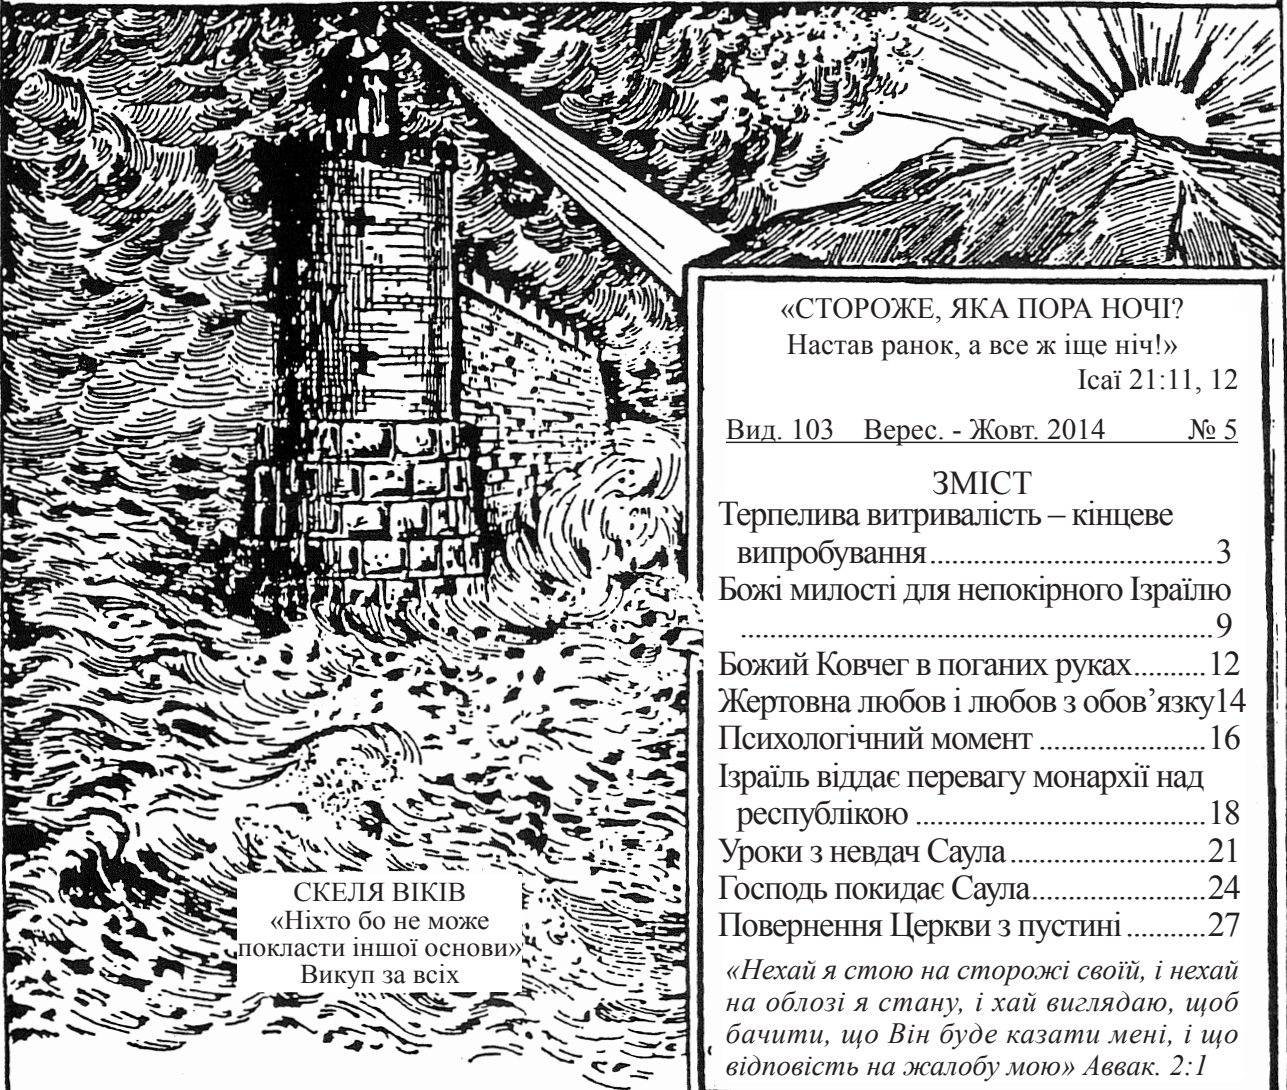 «СТОРОЖЕ, ЯКА ПОРА НОЧІ?
Настав ранок, а все ж іще ніч!»
Ісаї 21:11, 12
Вид. 103 Верес. - Жовт. 2014 № 5
ЗМІСТ
Терпелива витривалість – кінцеве
випробування........................................3
Божі милості для непокірного Ізраїлю
...................................................................9
Божий Ковчег в поганих руках..........12
Жертовна любов і любов з обов’язку14
Психологічний момент .......................16
Ізраїль віддає перевагу монархії над
республікою .........................................18
Уроки з невдач Саула...........................21
Господь покидає Саула........................24
Повернення Церкви з пустині...........27
«Нехай я стою на сторожі своїй, і нехай
на облозі я стану, і хай виглядаю, щоб
бачити, що Він буде казати мені, і що
відповість на жалобу мою» Аввак. 2:1
СКЕЛЯ ВІКІВ
«Ніхто бо не може
покласти іншої основи»
Викуп за всіх